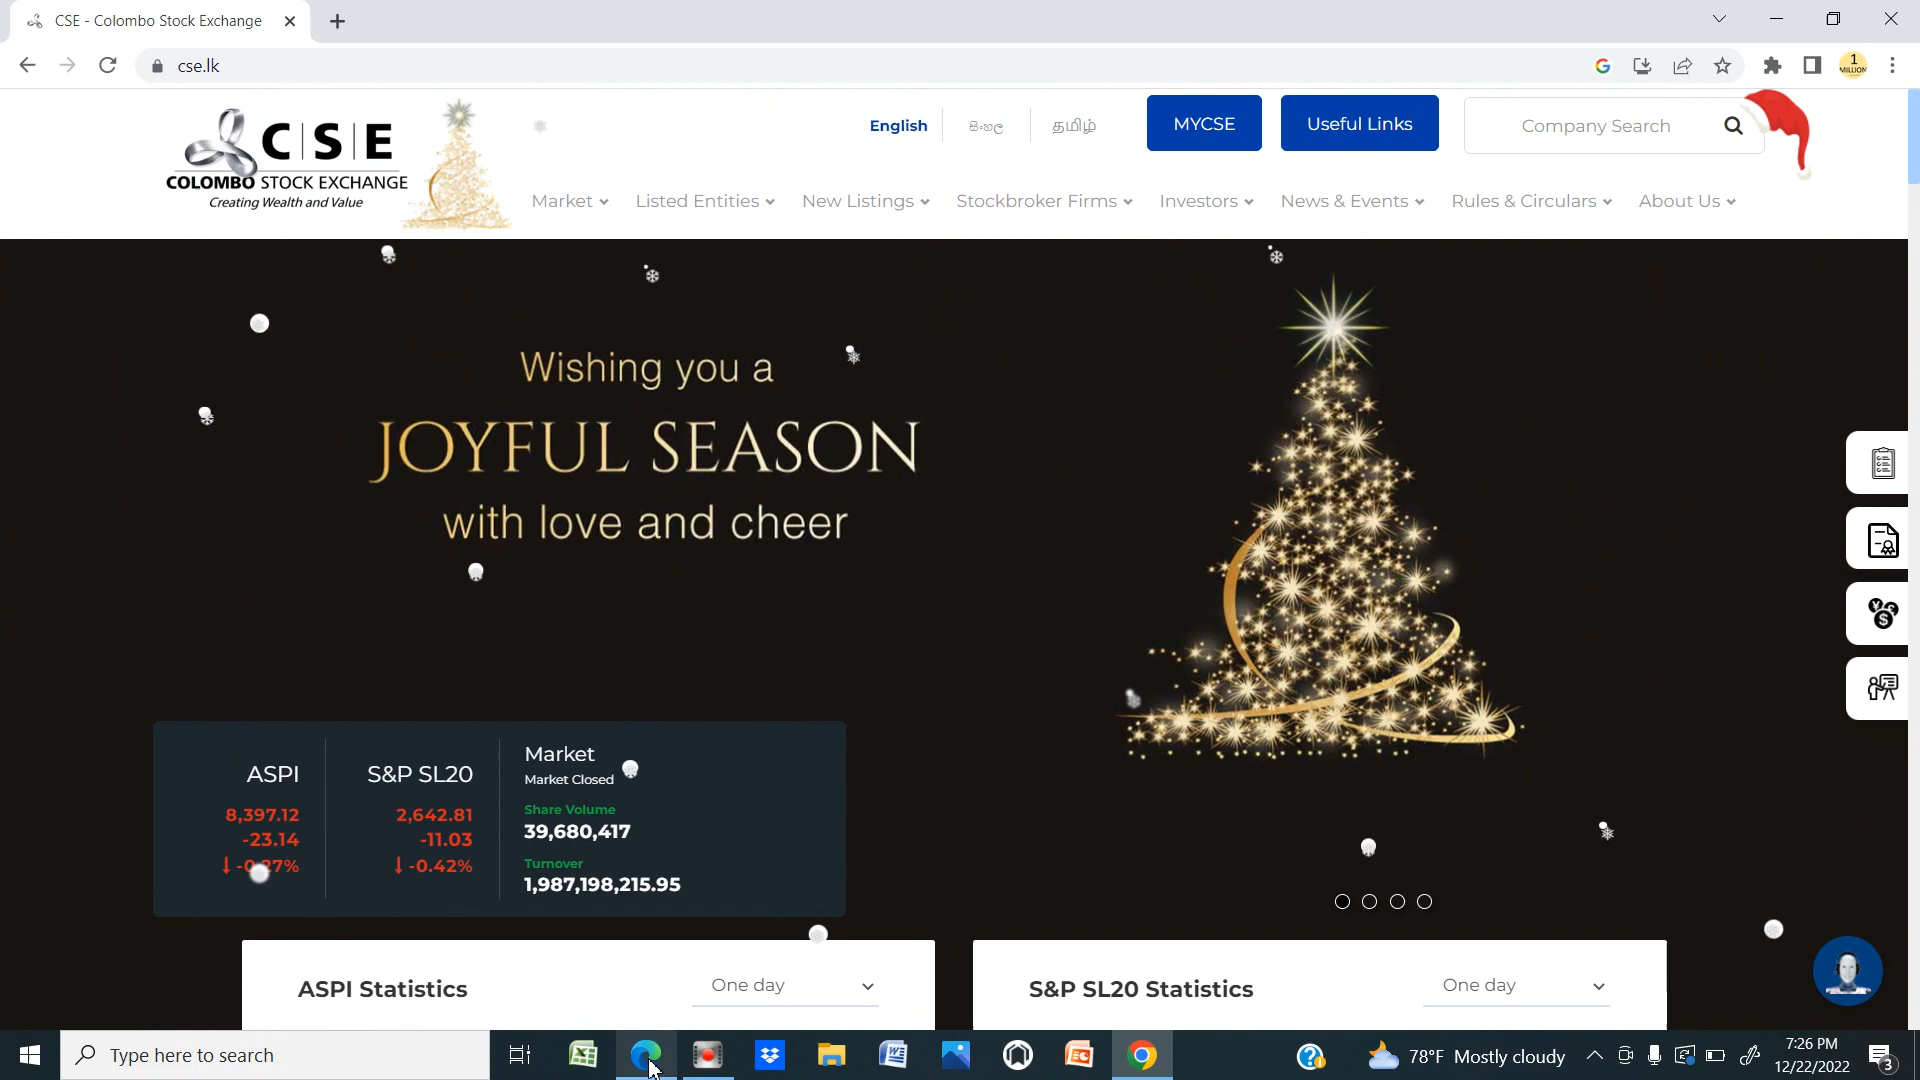 CSE - Colombo Stock Exchange
cse.lk
1 MILLION
C|S|E
COLOMBO STOCK EXCHANGE
Creating Wealth and Value
English
සිංහල
தமிழ்
MYCSE
Useful Links
Company Search
Market
Listed Entities
New Listings
Stockbroker Firms
Investors
News & Events
Rules & Circulars
About Us
Wishing you a
JOYFUL SEASON
with love and cheer
ASPI
8,397.12
-23.14
S&P SL20
2,642.81
-11.03
-0.42%
Market
Market Closed
Share Volume
39,680,417
Turnover
1,987,198,215.95
ASPI Statistics
One day
S&P SL20 Statistics
One day
Type here to search
78°F Mostly cloudy
7:26 PM
12/22/2022
3